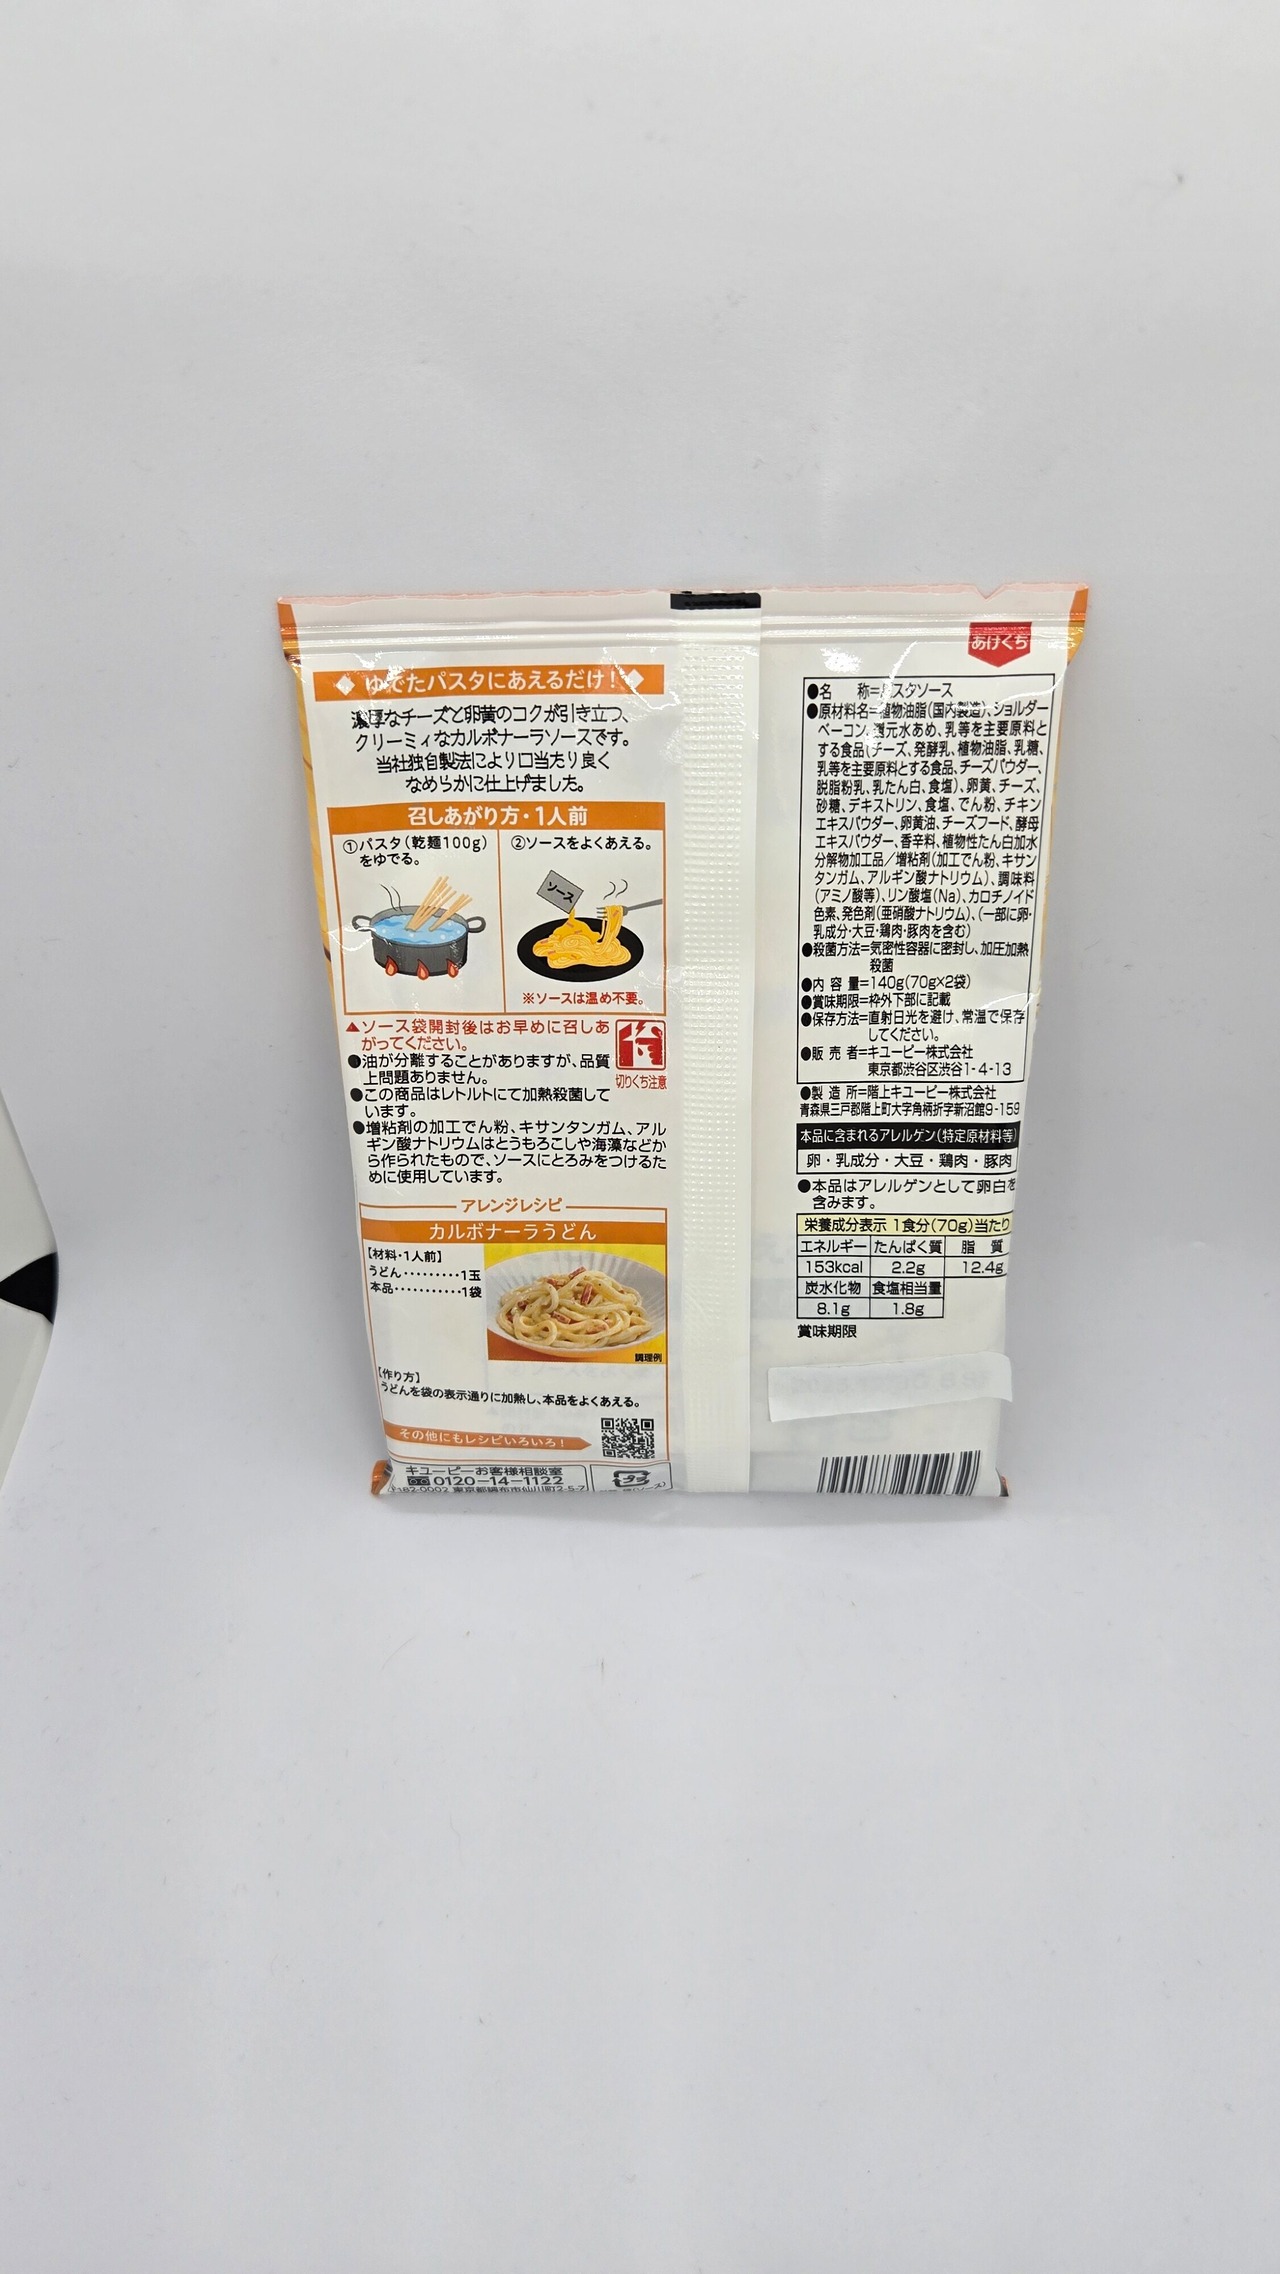 あけくち
ゆでたパスタにあえるだけ!
濃厚なチーズと卵黄のコクが引き立つ、
クリーミィなカルボナーラソースです。
当社独自製法により口当たり良く
なめらかに仕上げました。
召しあがり方・1人前
①パスタ(乾麺100g)
をゆでる。
②ソースをよくあえる。
ソース
※ソースは温め不要。
▲ソース袋開封後はお早めに召しあ
がってください。
●油が分離することがありますが、品質
上問題ありません。
●この商品はレトルトにて加熱殺菌して
います。
切りくち注意
●増粘剤の加工でん粉、キサンタンガム、アル
ギン酸ナトリウムはとうもろこしや海藻などか
ら作られたもので、ソースにとろみをつけるた
めに使用しています。
アレンジレシピ
カルボナーラうどん
【材料・1人前】
うどん‥‥‥‥1玉
本品‥‥‥‥‥1袋
調理例
【作り方】
うどんを袋の表示通りに加熱し、本品をよくあえる。
その他にもレシピいろいろ!
キユーピーお客様相談室
0120-14-1122
〒182-0002 東京都調布市仙川町2-5-7
●名 称=パスタソース
●原材料名=植物油脂(国内製造)、ショルダー
ベーコン、還元水あめ、乳等を主要原料と
する食品(チーズ、発酵乳、植物油脂、乳糖、
乳等を主要原料とする食品、チーズパウダー、
脱脂粉乳、乳たん白、食塩)、卵黄、チーズ、
砂糖、デキストリン、食塩、でん粉、チキン
エキスパウダー、卵黄油、チーズフード、酵母
エキスパウダー、香辛料、植物性たん白加水
分解物加工品/増粘剤(加工でん粉、キサン
タンガム、アルギン酸ナトリウム)、調味料
(アミノ酸等)、リン酸塩(Na)、カロチノイド
色素、発色剤(亜硝酸ナトリウム)、(一部に卵・
乳成分・大豆・鶏肉・豚肉を含む)
●殺菌方法=気密性容器に密封し、加圧加熱
殺菌
●内 容 量=140g(70g×2袋)
●賞味期限=枠外下部に記載
●保存方法=直射日光を避け、常温で保存
してください。
●販 売 者=キユーピー株式会社
東京都渋谷区渋谷1-4-13
●製 造 所=階上キユーピー株式会社
青森県三戸郡階上町大字角柄折字新沼館9-159
本品に含まれるアレルゲン(特定原材料等)
卵・乳成分・大豆・鶏肉・豚肉
●本品はアレルゲンとして卵白を
含みます。
栄養成分表示 1食分(70g)当たり
エネルギー たんぱく質 脂 質
153kcal 2.2g 12.4g
炭水化物 食塩相当量
8.1g 1.8g
賞味期限